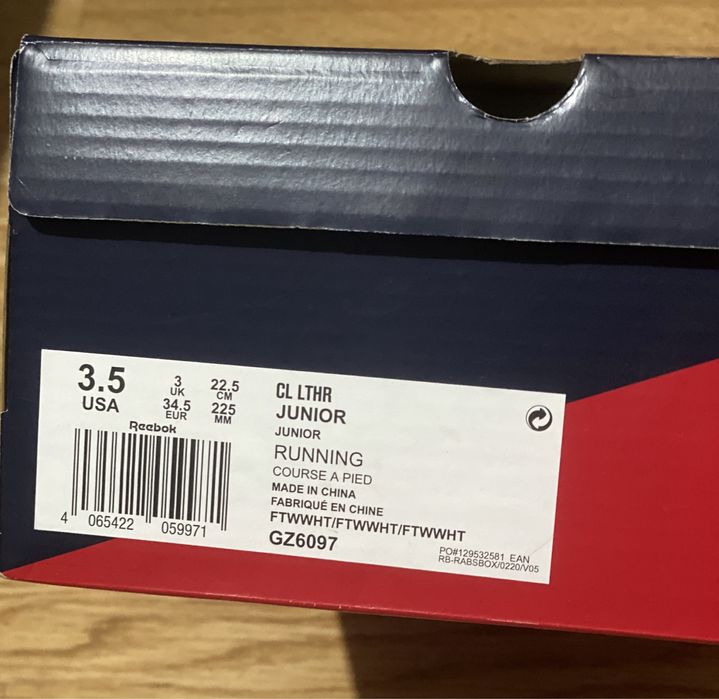 3.5
USA
3
UK
34.5
EUR
22.5
CM
225
MM
Reebok
4 065422 059971
CL LTHR
JUNIOR
JUNIOR
RUNNING
COURSE A PIED
MADE IN CHINA
FABRIQUÉ EN CHINE
FTWWHT/FTWWHT/FTWWHT
GZ6097
PO#129532581 EAN
RB-RABSBOX/0220/V05